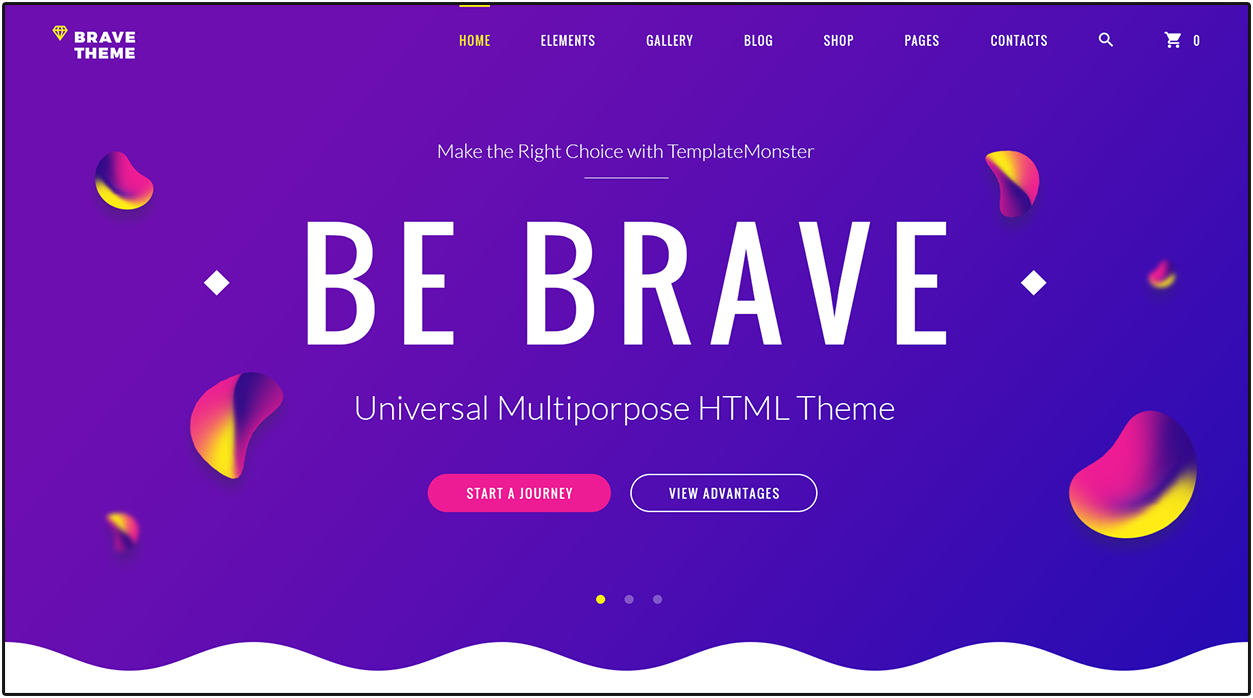 BRAVE
THEME
HOME ELEMENTS GALLERY BLOG SHOP PAGES CONTACTS 0
Make the Right Choice with TemplateMonster
BE BRAVE
Universal Multiporpose HTML Theme
START A JOURNEY VIEW ADVANTAGES